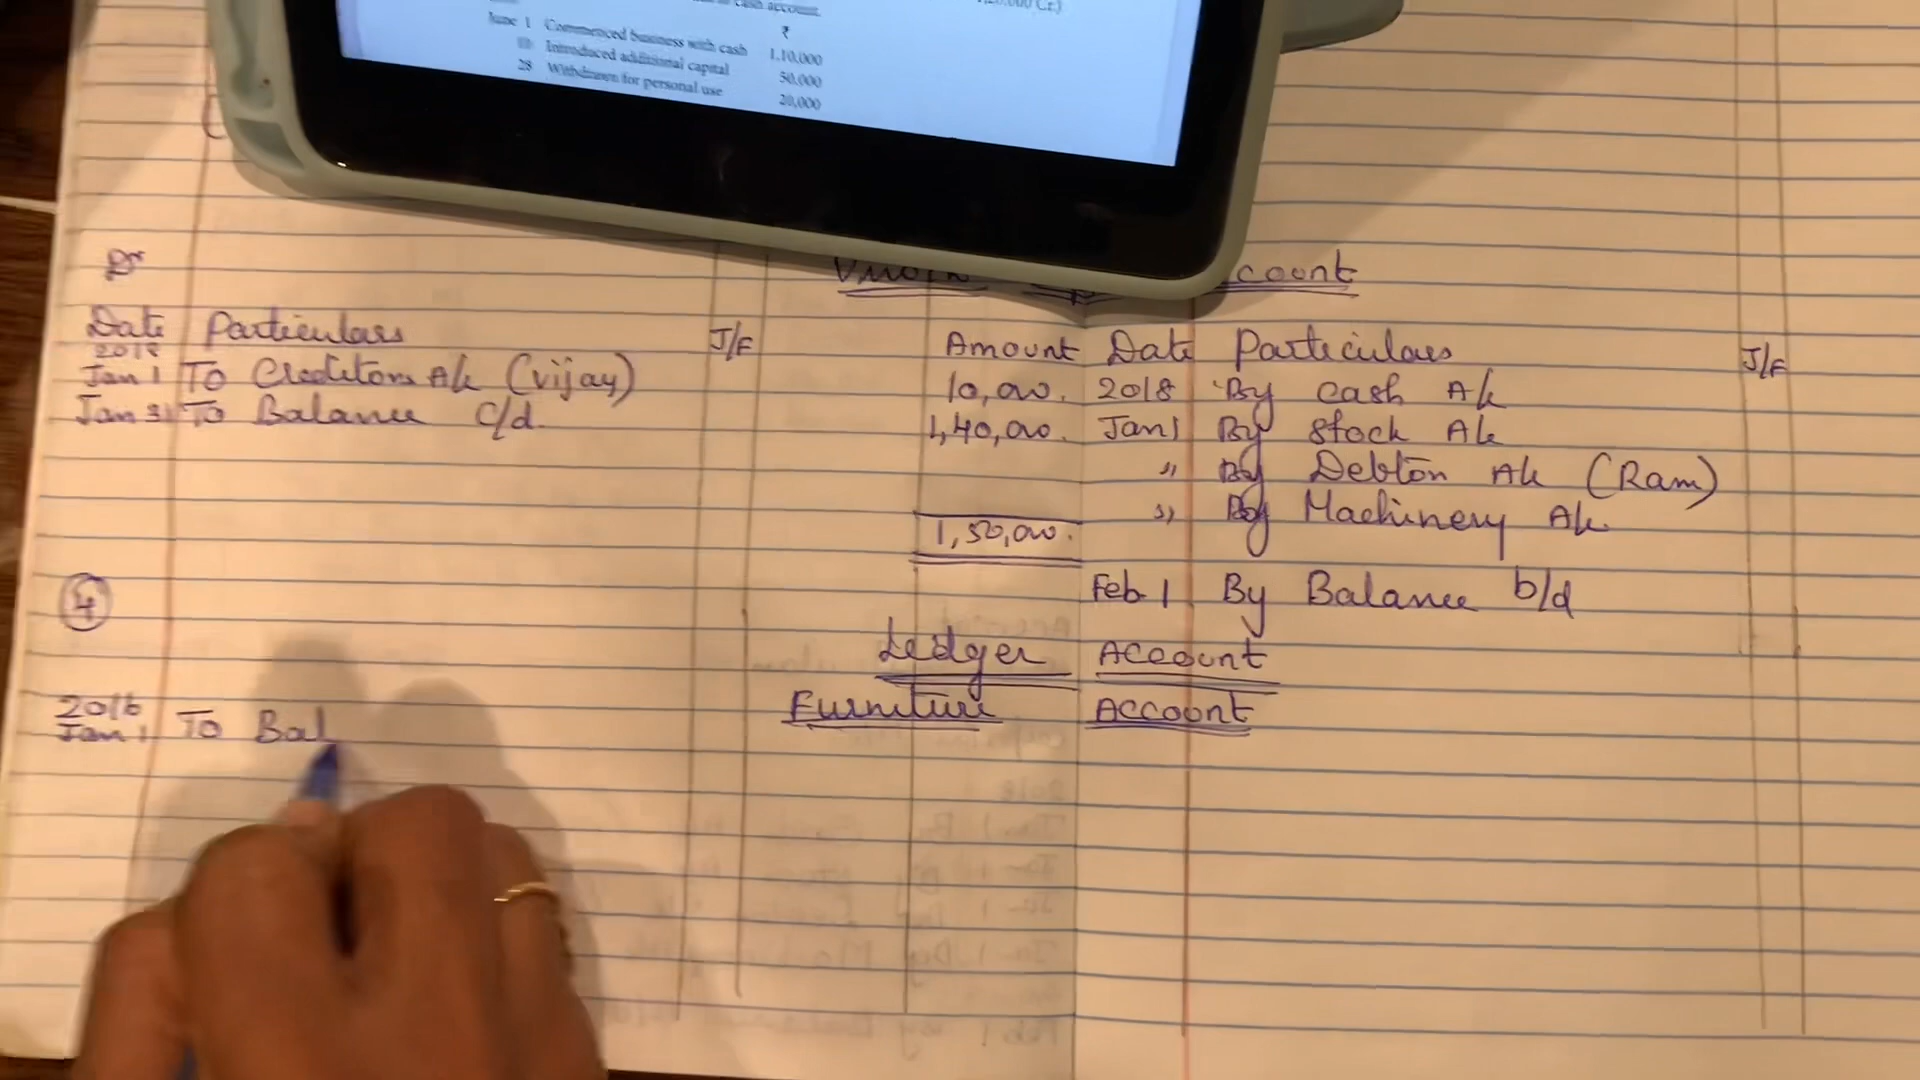 cash account.
₹
June 1 Commenced business with cash 1,10,000
Introduced additional capital 50,000
28 Withdrawn for personal use 20,000
Dr
count
Date Particulars J/F Amount Date Particulars J/F
2018
Jan 1 To Creditors A/c (vijay) 10,000. 2018 By cash A/c
Jan 31 To Balance c/d. 1,40,000. Jan 1 By Stock A/c
" By Debtor A/c (Ram)
" By Machinery A/c
1,50,000.
Feb 1 By Balance b/d
4
Ledger Account
Furniture Account
2016
Jan 1 To Bal